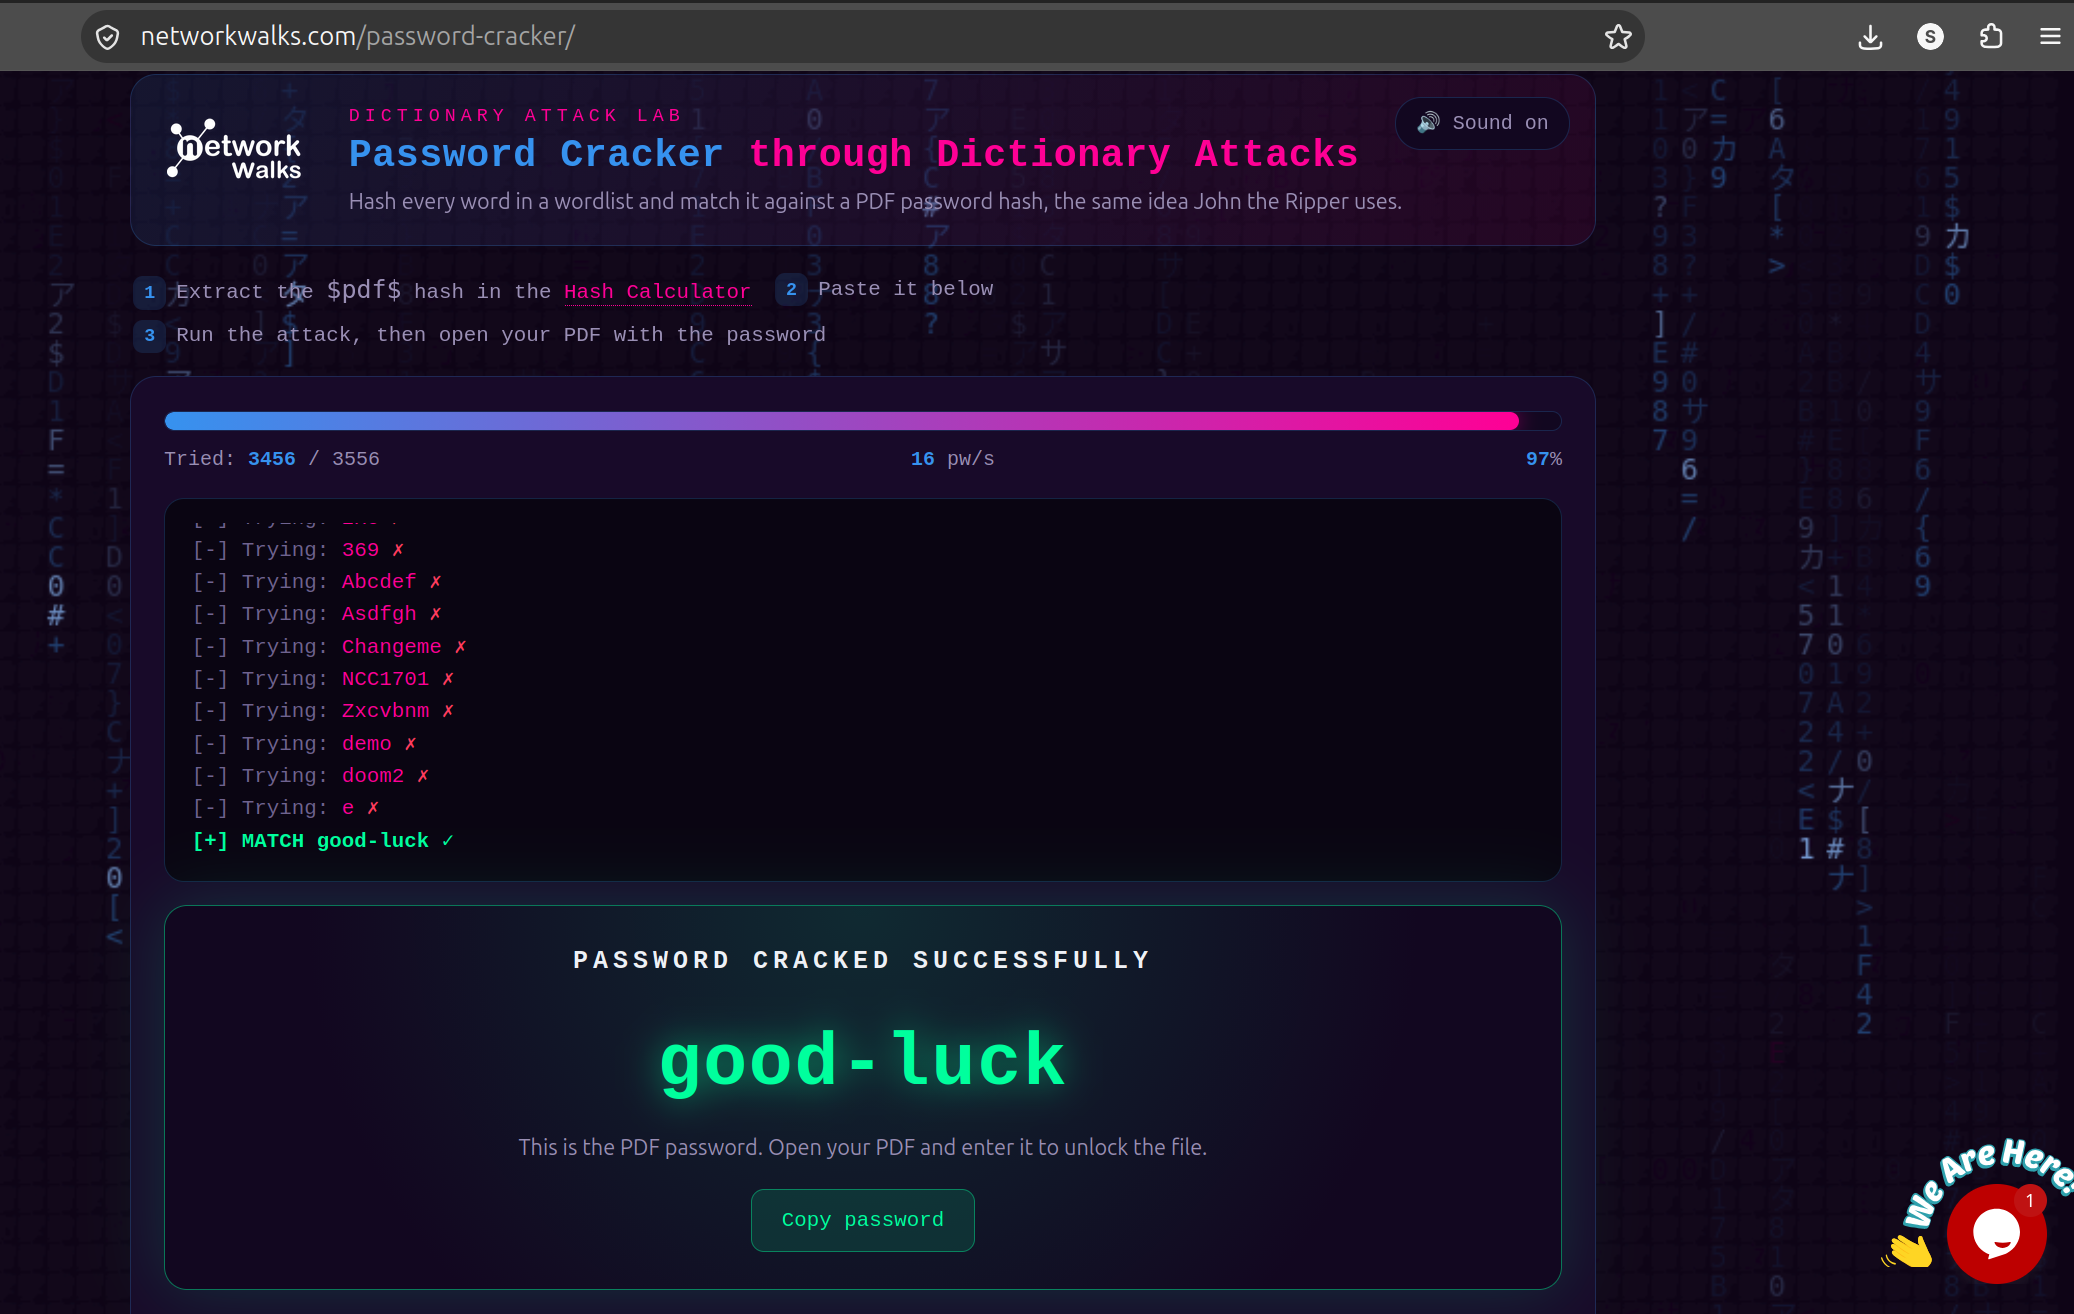 networkwalks.com/password-cracker/
S
network
walks
DICTIONARY ATTACK LAB
Password Cracker through Dictionary Attacks
Hash every word in a wordlist and match it against a PDF password hash, the same idea John the Ripper uses.
🔊 Sound on
1 Extract the $pdf$ hash in the Hash Calculator
2 Paste it below
3 Run the attack, then open your PDF with the password
Tried: 3456 / 3556
16 pw/s
97%
[-] Trying: 369 ✗
[-] Trying: Abcdef ✗
[-] Trying: Asdfgh ✗
[-] Trying: Changeme ✗
[-] Trying: NCC1701 ✗
[-] Trying: Zxcvbnm ✗
[-] Trying: demo ✗
[-] Trying: doom2 ✗
[-] Trying: e ✗
[+] MATCH good-luck ✓
PASSWORD CRACKED SUCCESSFULLY
good-luck
This is the PDF password. Open your PDF and enter it to unlock the file.
Copy password
We Are Here!
1